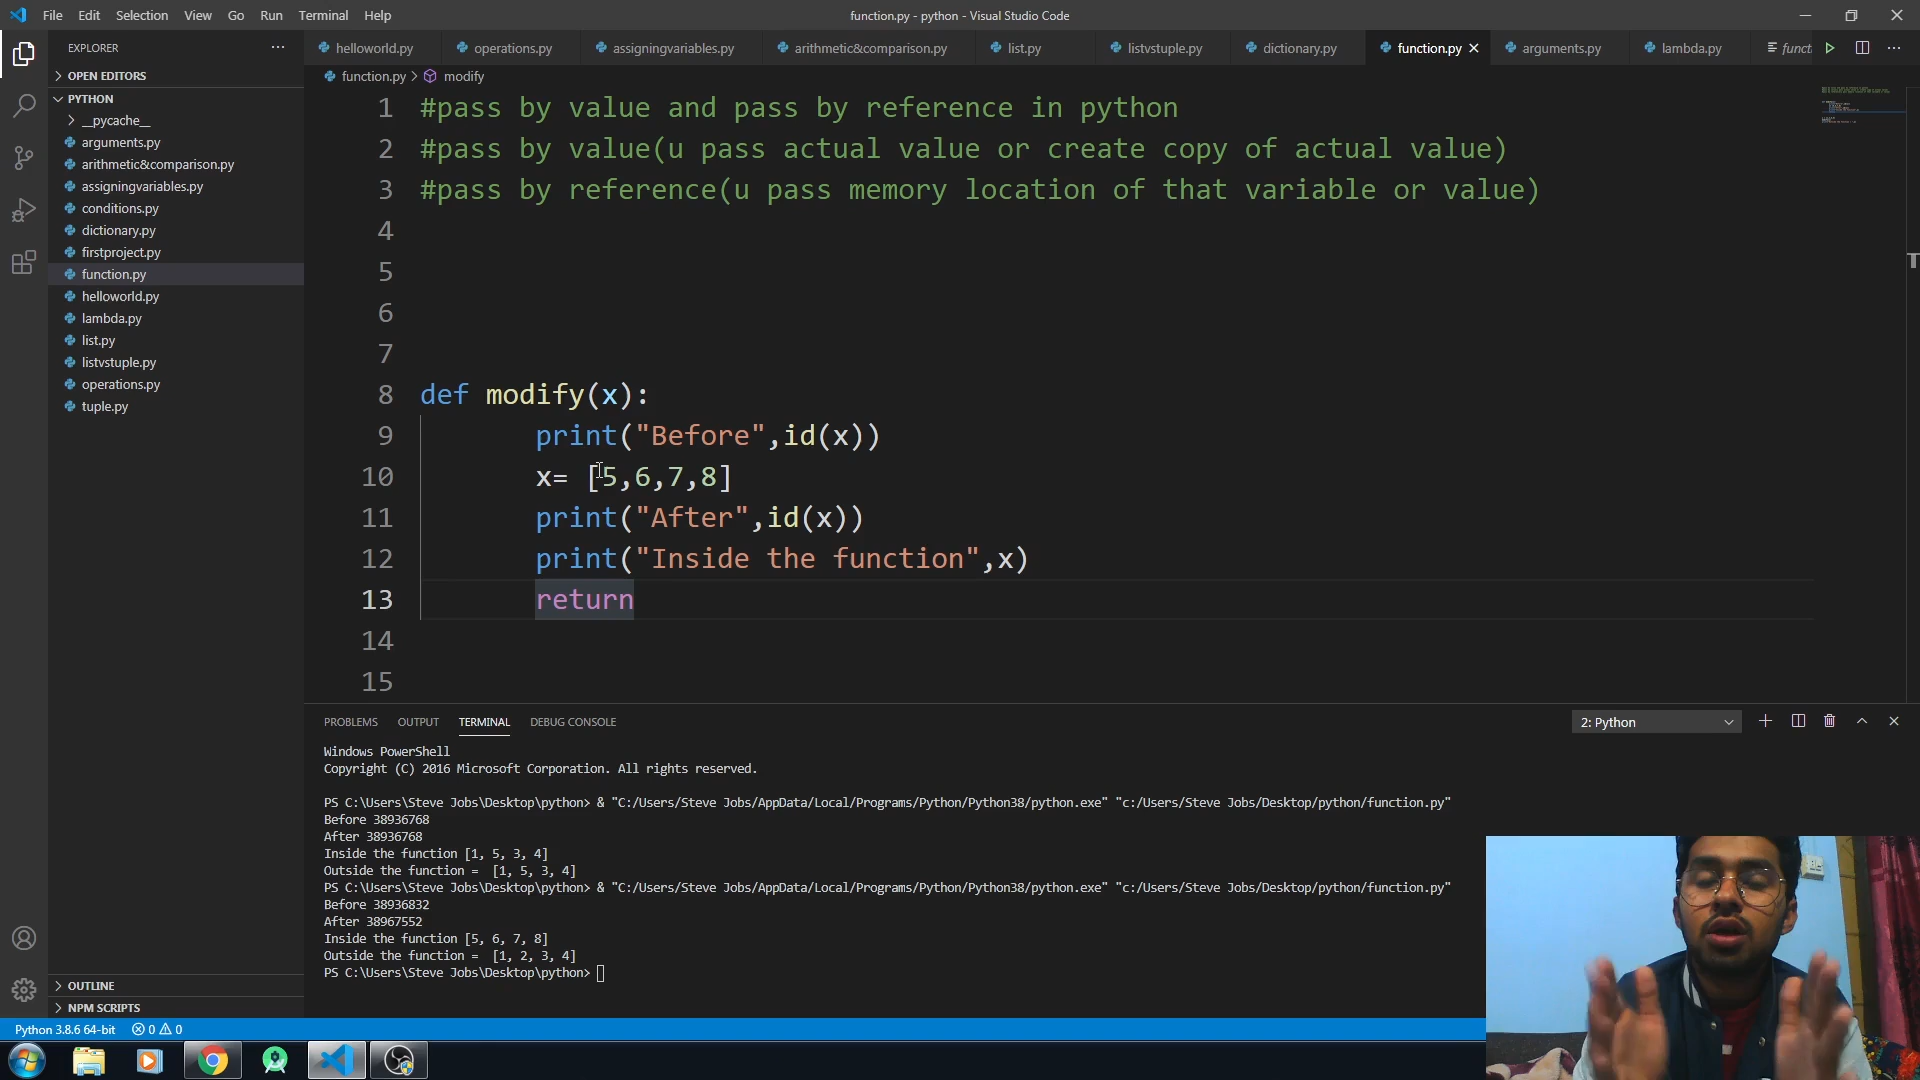 File Edit Selection View Go Run Terminal Help function.py - python - Visual Studio Code
EXPLORER
helloworld.py operations.py assigningvariables.py arithmetic&comparison.py list.py listvstuple.py dictionary.py function.py arguments.py lambda.py funct
OPEN EDITORS
function.py > modify
PYTHON
__pycache__
arguments.py
arithmetic&comparison.py
assigningvariables.py
conditions.py
dictionary.py
firstproject.py
function.py
helloworld.py
lambda.py
list.py
listvstuple.py
operations.py
tuple.py
OUTLINE
NPM SCRIPTS
1 #pass by value and pass by reference in python
2 #pass by value(u pass actual value or create copy of actual value)
3 #pass by reference(u pass memory location of that variable or value)
4
5
6
7
8 def modify(x):
9 print("Before",id(x))
10 x= [5,6,7,8]
11 print("After",id(x))
12 print("Inside the function",x)
13 return
14
15
PROBLEMS OUTPUT TERMINAL DEBUG CONSOLE 2: Python
Windows PowerShell
Copyright (C) 2016 Microsoft Corporation. All rights reserved.
PS C:\Users\Steve Jobs\Desktop\python> & "C:/Users/Steve Jobs/AppData/Local/Programs/Python/Python38/python.exe" "c:/Users/Steve Jobs/Desktop/python/function.py"
Before 38936768
After 38936768
Inside the function [1, 5, 3, 4]
Outside the function =  [1, 5, 3, 4]
PS C:\Users\Steve Jobs\Desktop\python> & "C:/Users/Steve Jobs/AppData/Local/Programs/Python/Python38/python.exe" "c:/Users/Steve Jobs/Desktop/python/function.py"
Before 38936832
After 38967552
Inside the function [5, 6, 7, 8]
Outside the function =  [1, 2, 3, 4]
PS C:\Users\Steve Jobs\Desktop\python>
Python 3.8.6 64-bit 0 0